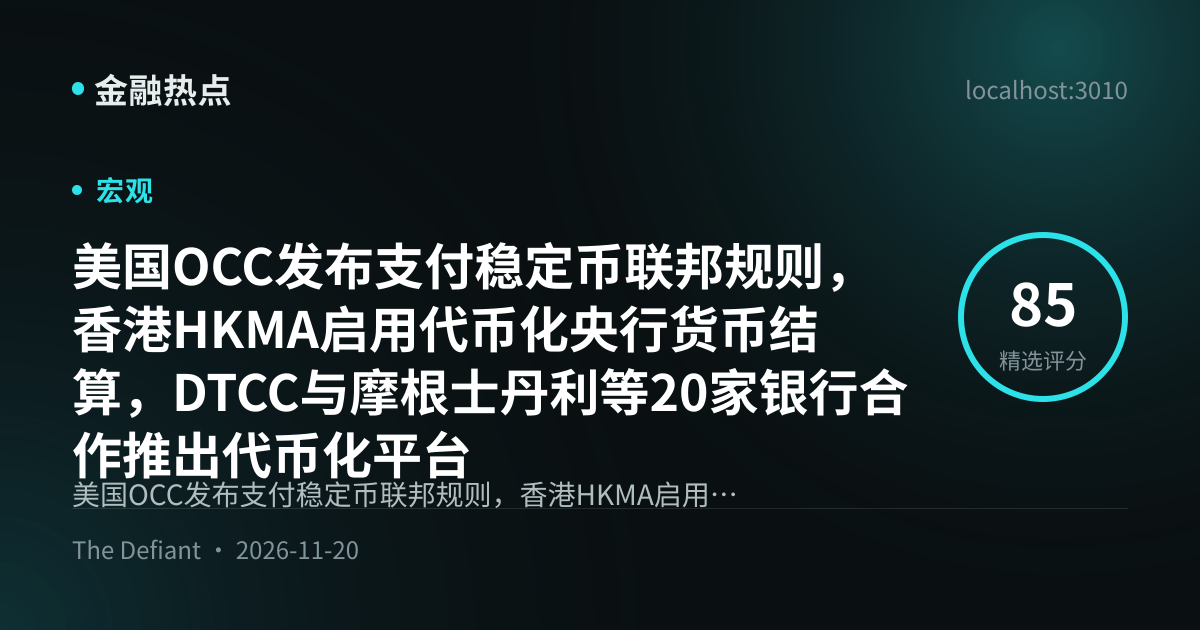 金融热点
localhost:3010
宏观
美国OCC发布支付稳定币联邦规则，
香港HKMA启用代币化央行货币结
算，DTCC与摩根士丹利等20家银行合
作推出代币化平台
85
精选评分
美国OCC发布支付稳定币联邦规则，香港HKMA启用…
The Defiant · 2026-11-20